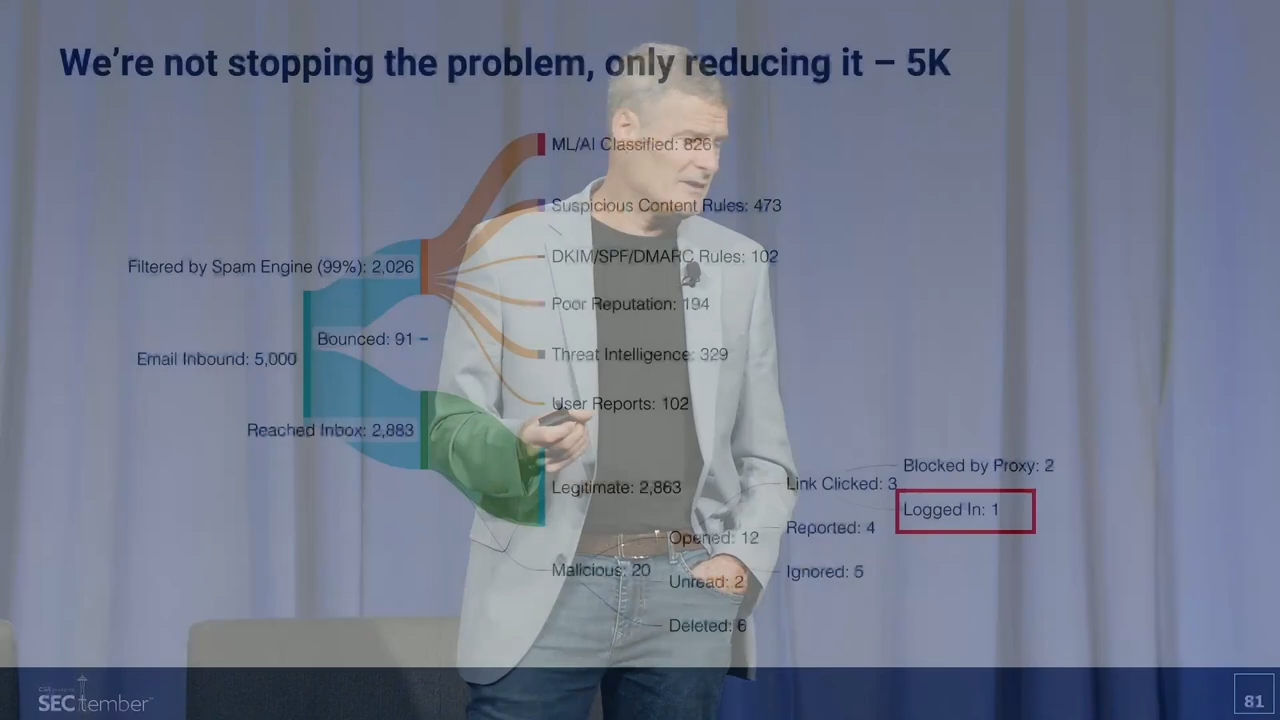 We're not stopping the problem, only reducing it – 5K
ML/AI Classified: 826
Suspicious Content Rules: 473
DKIM/SPF/DMARC Rules: 102
Filtered by Spam Engine (99%): 2,026
Poor Reputation: 194
Bounced: 91
Threat Intelligence: 329
Email Inbound: 5,000
User Reports: 102
Reached Inbox: 2,883
Blocked by Proxy: 2
Link Clicked: 3
Legitimate: 2,863
Logged In: 1
Reported: 4
Opened: 12
Malicious: 20
Ignored: 5
Unread: 2
Deleted: 6
SECtember
81